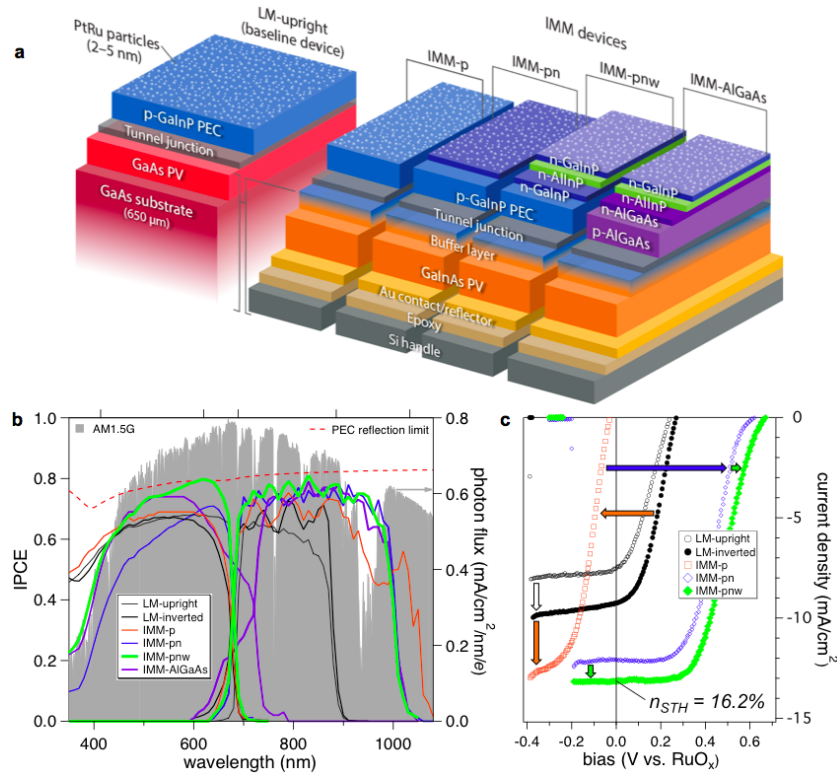 a
PtRu particles
(2–5 nm)
LM-upright
(baseline device)
IMM devices
IMM-p
IMM-pn
IMM-pnw
IMM-AlGaAs
p-GaInP PEC
Tunnel junction
GaAs PV
GaAs substrate
(650 µm)
n-GaInP
n-AlInP
n-GaInP
p-GaInP PEC
n-GaInP
n-AlInP
n-AlGaAs
p-AlGaAs
Tunnel junction
Buffer layer
GaInAs PV
Au contact/reflector
Epoxy
Si handle
b
AM1.5G
PEC reflection limit
IPCE
1.0
0.8
0.6
0.4
0.2
0.0
LM-upright
LM-inverted
IMM-p
IMM-pn
IMM-pnw
IMM-AlGaAs
400
600
800
1000
wavelength (nm)
0.8
0.6
0.4
0.2
0.0
photon flux (mA/cm²/nm/e)
c
LM-upright
LM-inverted
IMM-p
IMM-pn
IMM-pnw
nSTH = 16.2%
-0.4
-0.2
0.0
0.2
0.4
0.6
bias (V vs. RuOx)
0
-5
-10
-15
current density (mA/cm²)